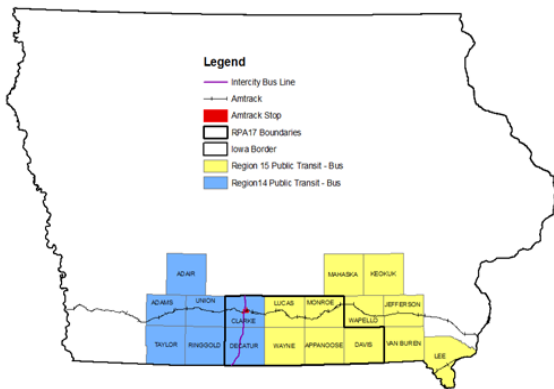 Legend
Intercity Bus Line
Amtrack
Amtrack Stop
RPA17 Boundaries
Iowa Border
Region 15 Public Transit - Bus
Region14 Public Transit - Bus
ADAIR
MAHASKA
KEOKUK
ADAMS
UNION
CLARKE
LUCAS
MONROE
WAPELLO
JEFFERSON
TAYLOR
RINGGOLD
DECATUR
WAYNE
APPANOOSE
DAVIS
VAN BUREN
LEE